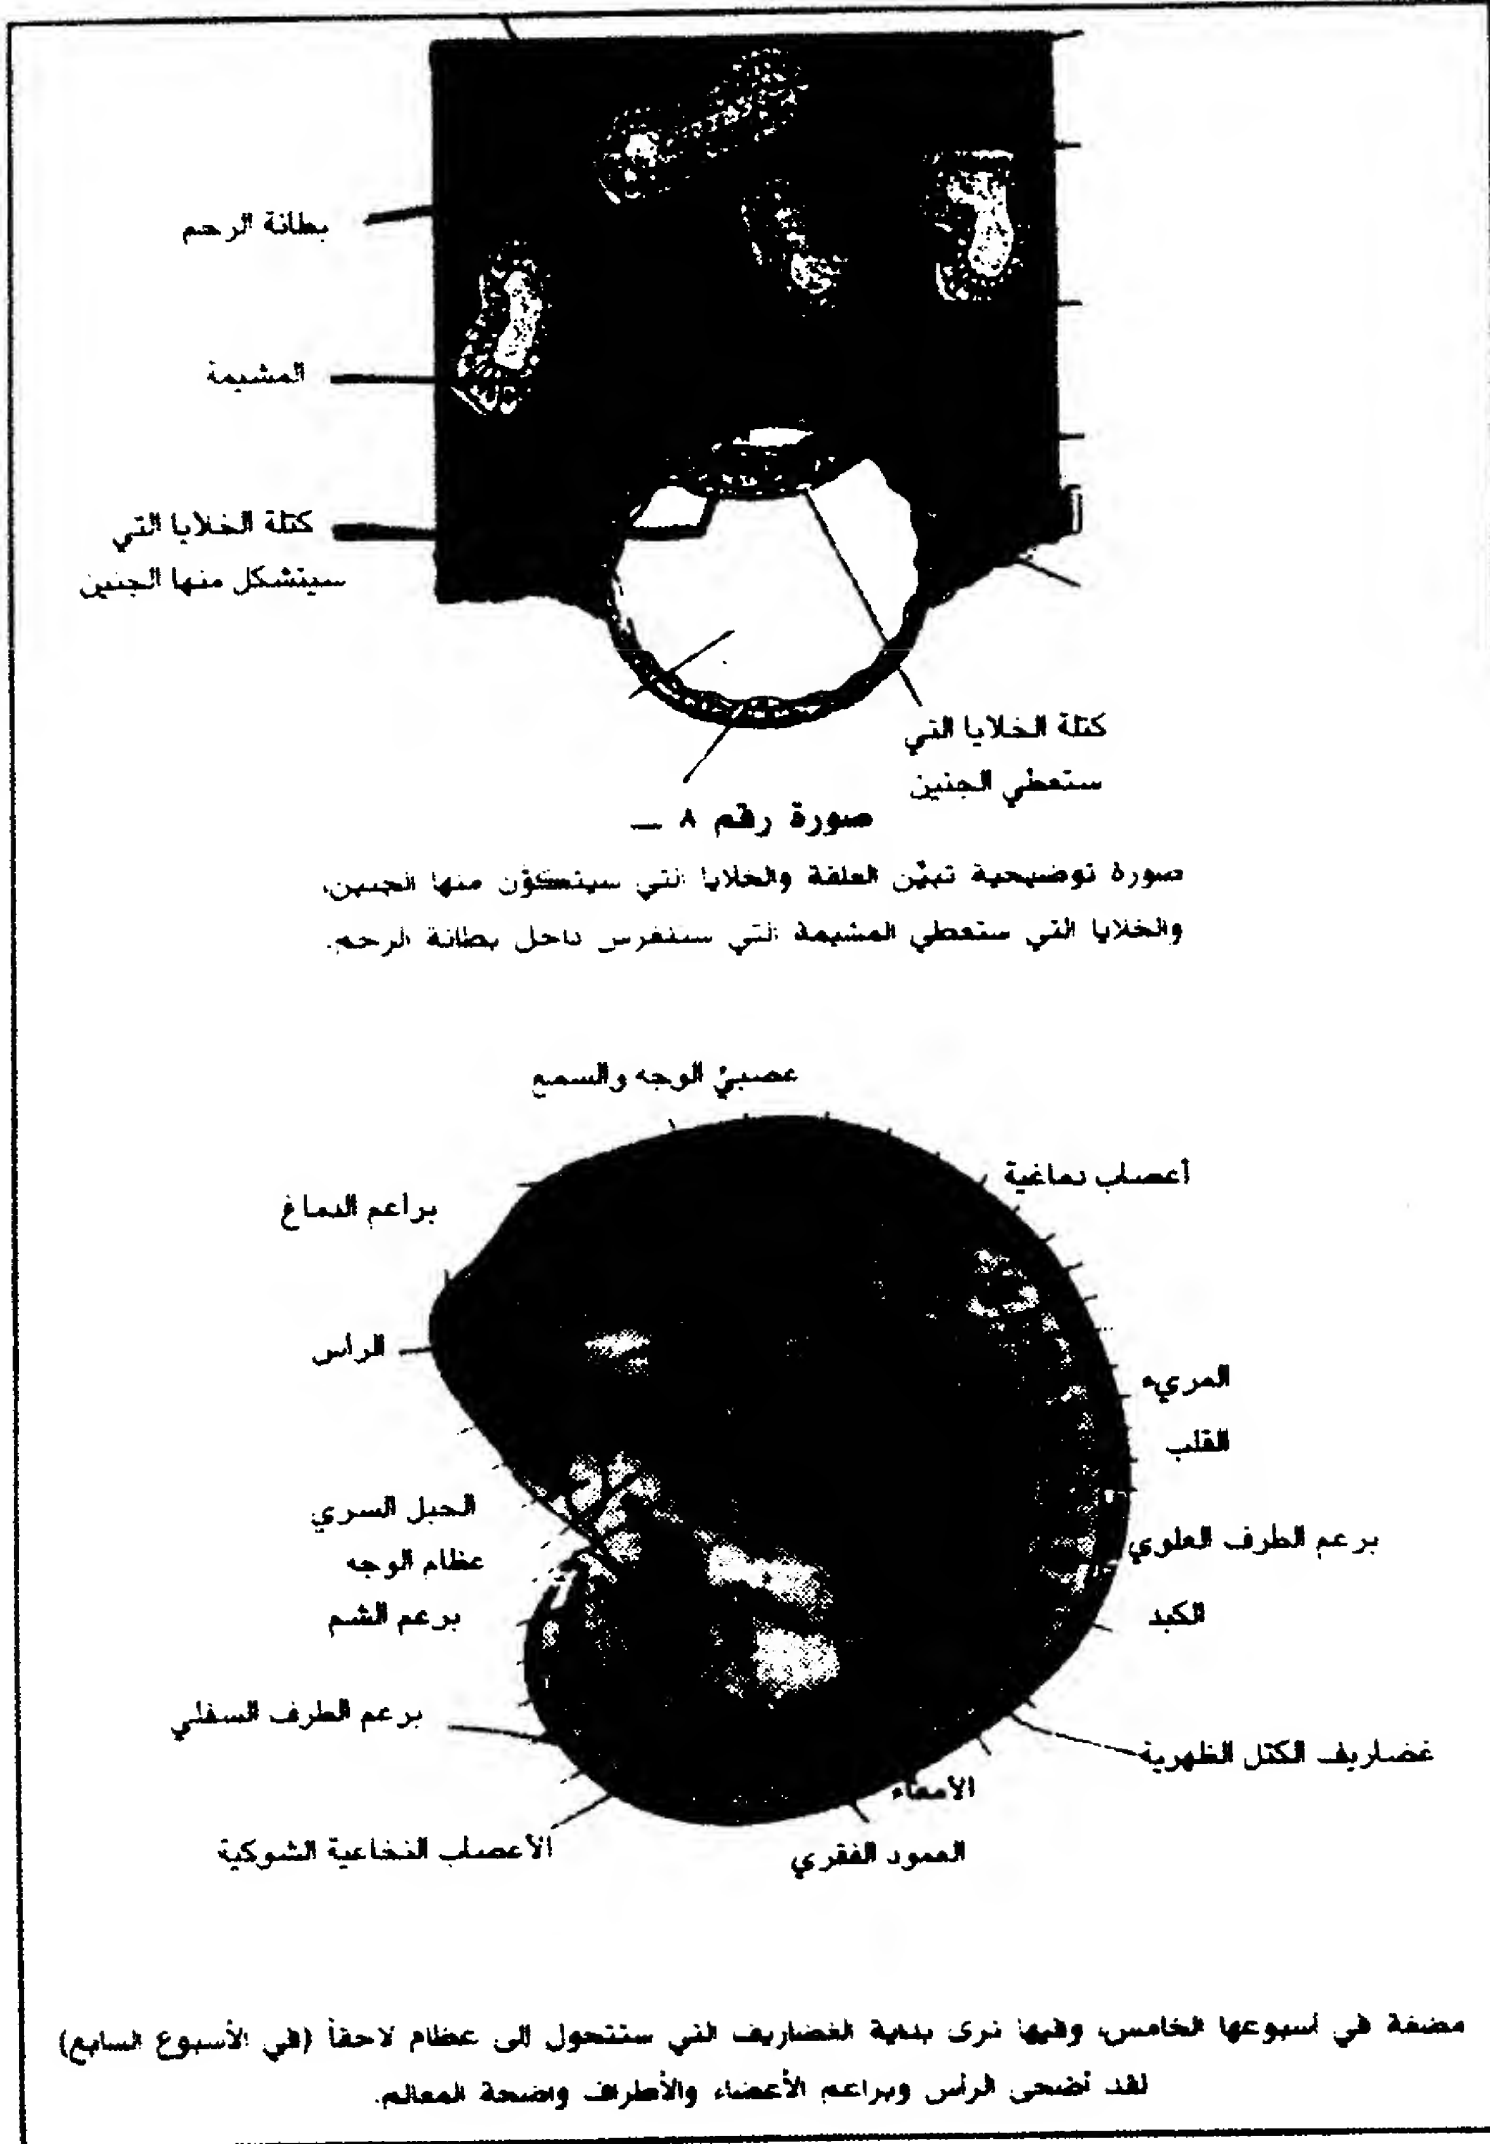 بطانة الرحم
المشيمة
كتلة الخلايا التي
سيتشكل منها الجنين
كتلة الخلايا التي
ستعطي الجنين
صورة رقم ٨ —
صورة توضيحية تبيّن العلقة والخلايا التي سيتكوّن منها الجنين،
والخلايا التي ستعطي المشيمة التي ستنغرس داخل بطانة الرحم.
عصبيّ الوجه والسمع
أعصاب دماغية
براعم الدماغ
الرأس
المريء
القلب
الحبل السري
برعم الطرف العلوي
عظام الوجه
الكبد
برعم الشم
برعم الطرف السفلي
غضاريف الكتل الظهرية
الأمعاء
الأعصاب النخاعية الشوكية
العمود الفقري
مضغة في أسبوعها الخامس، وفيها نرى بداية الغضاريف التي ستتحول إلى عظام لاحقاً (في الأسبوع السابع)
لقد أضحى الرأس وبراعم الأعضاء والأطراف واضحة المعالم.